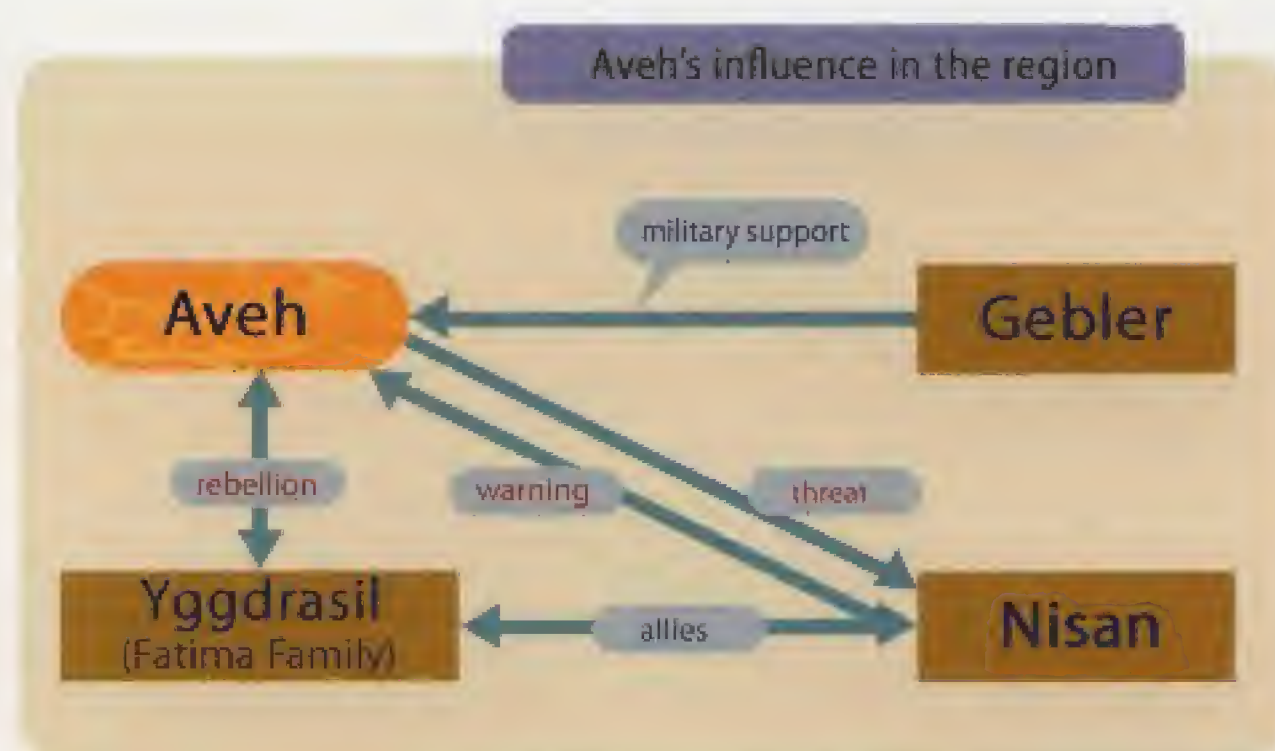 Aveh's influence in the region
military support
Aveh
Gebler
rebellion
warning
threat
Yggdrasil
(Fatima Family)
allies
Nisan